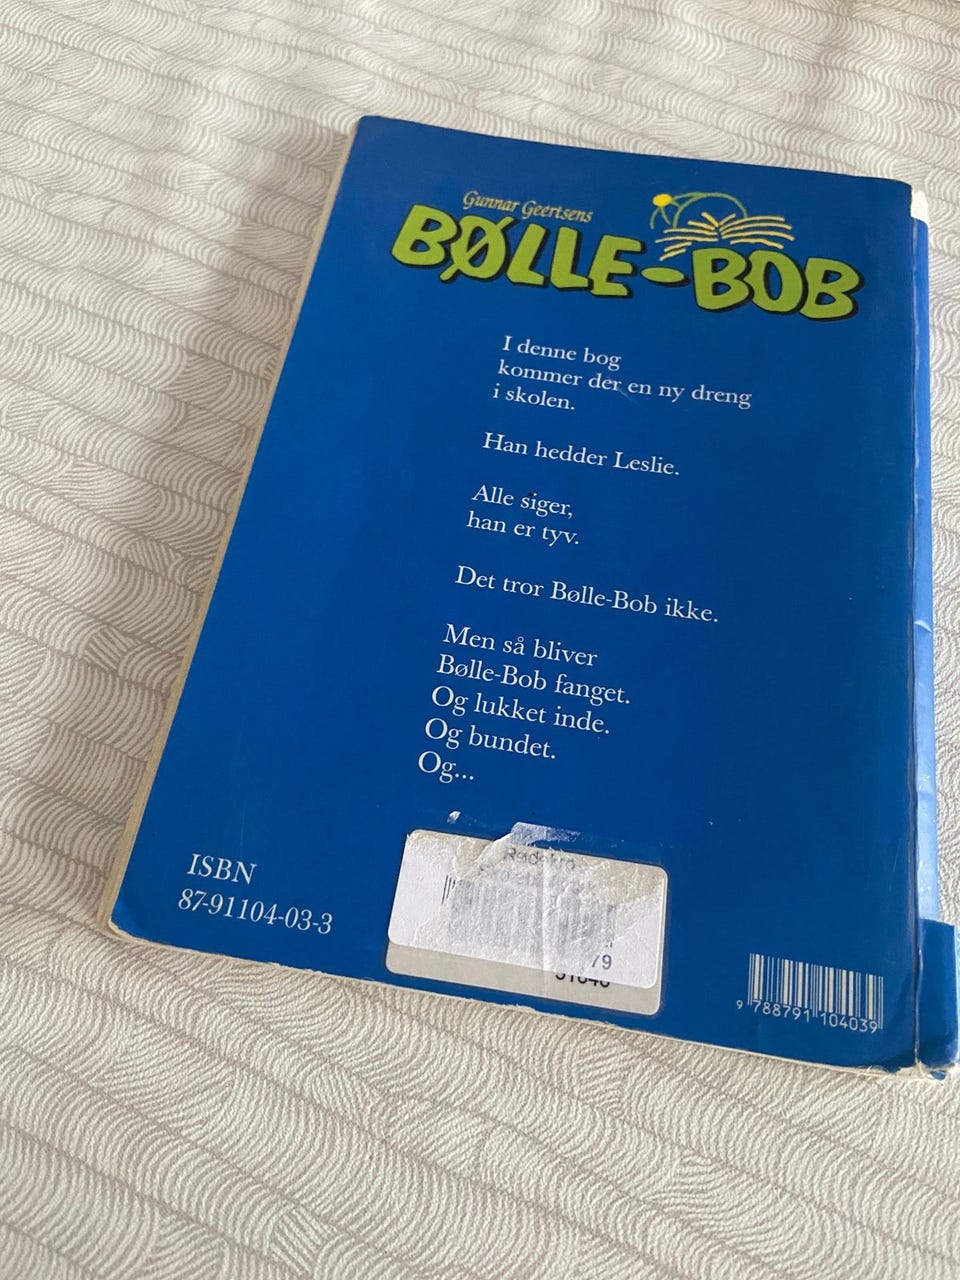 Gunnar Geertsens
BØLLE-BOB
I denne bog
kommer der en ny dreng
i skolen.
Han hedder Leslie.
Alle siger,
han er tyv.
Det tror Bølle-Bob ikke.
Men så bliver
Bølle-Bob fanget.
Og lukket inde.
Og bundet.
Og...
ISBN
87-91104-03-3
79
9 788791 104039